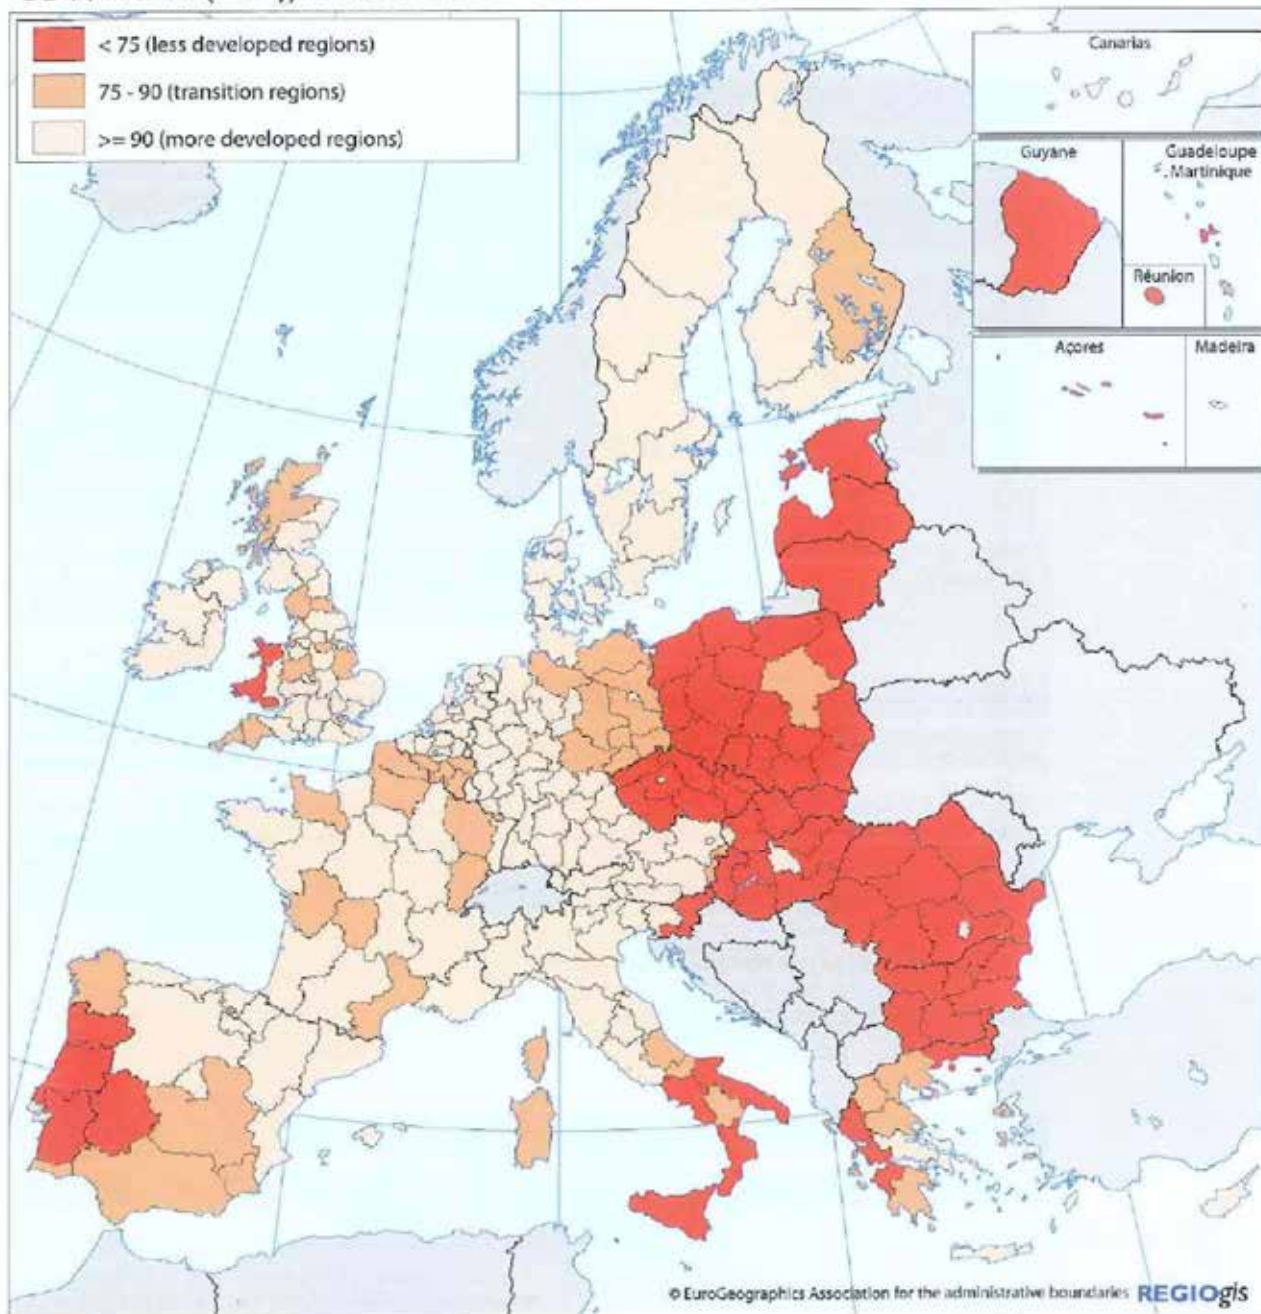 < 75 (less developed regions)
75 - 90 (transition regions)
>= 90 (more developed regions)
Canarias
Guyane
Guadeloupe
Martinique
Réunion
Açores
Madeira
© EuroGeographics Association for the administrative boundaries REGIOgis